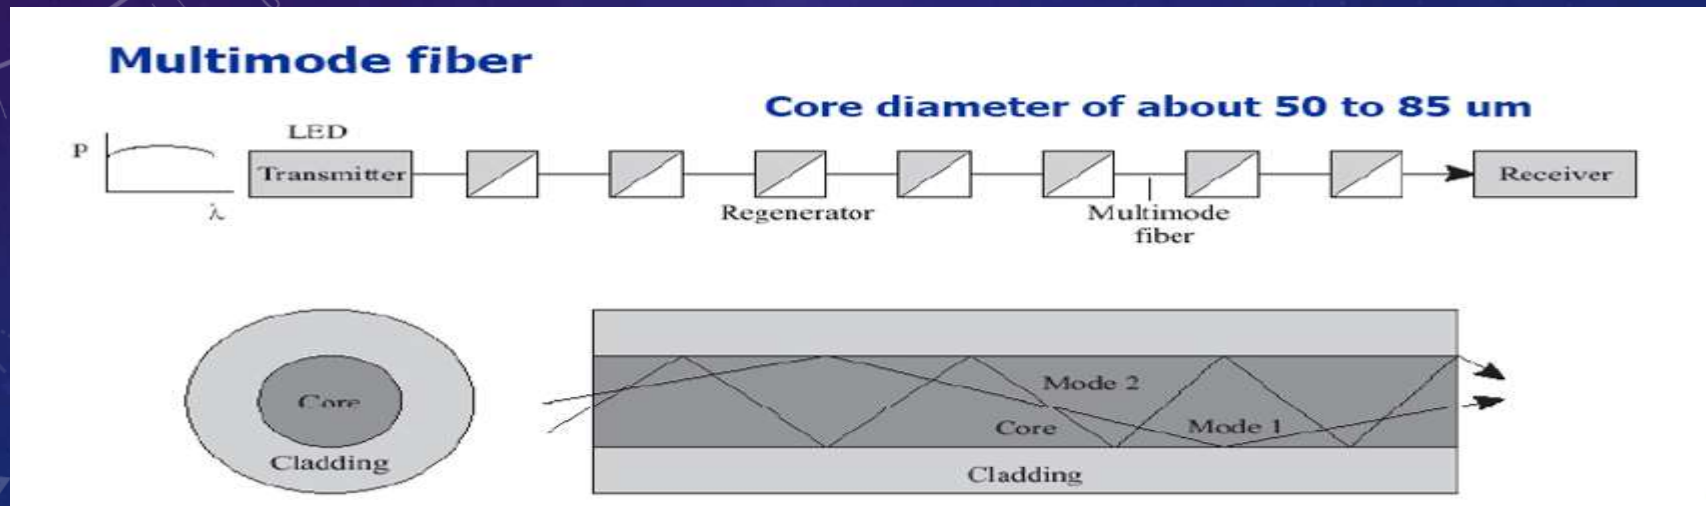 Multimode fiber
Core diameter of about 50 to 85 um
LED
P
Transmitter
Receiver
λ
Regenerator
Multimode
fiber
Mode 2
Core
Core
Mode 1
Cladding
Cladding